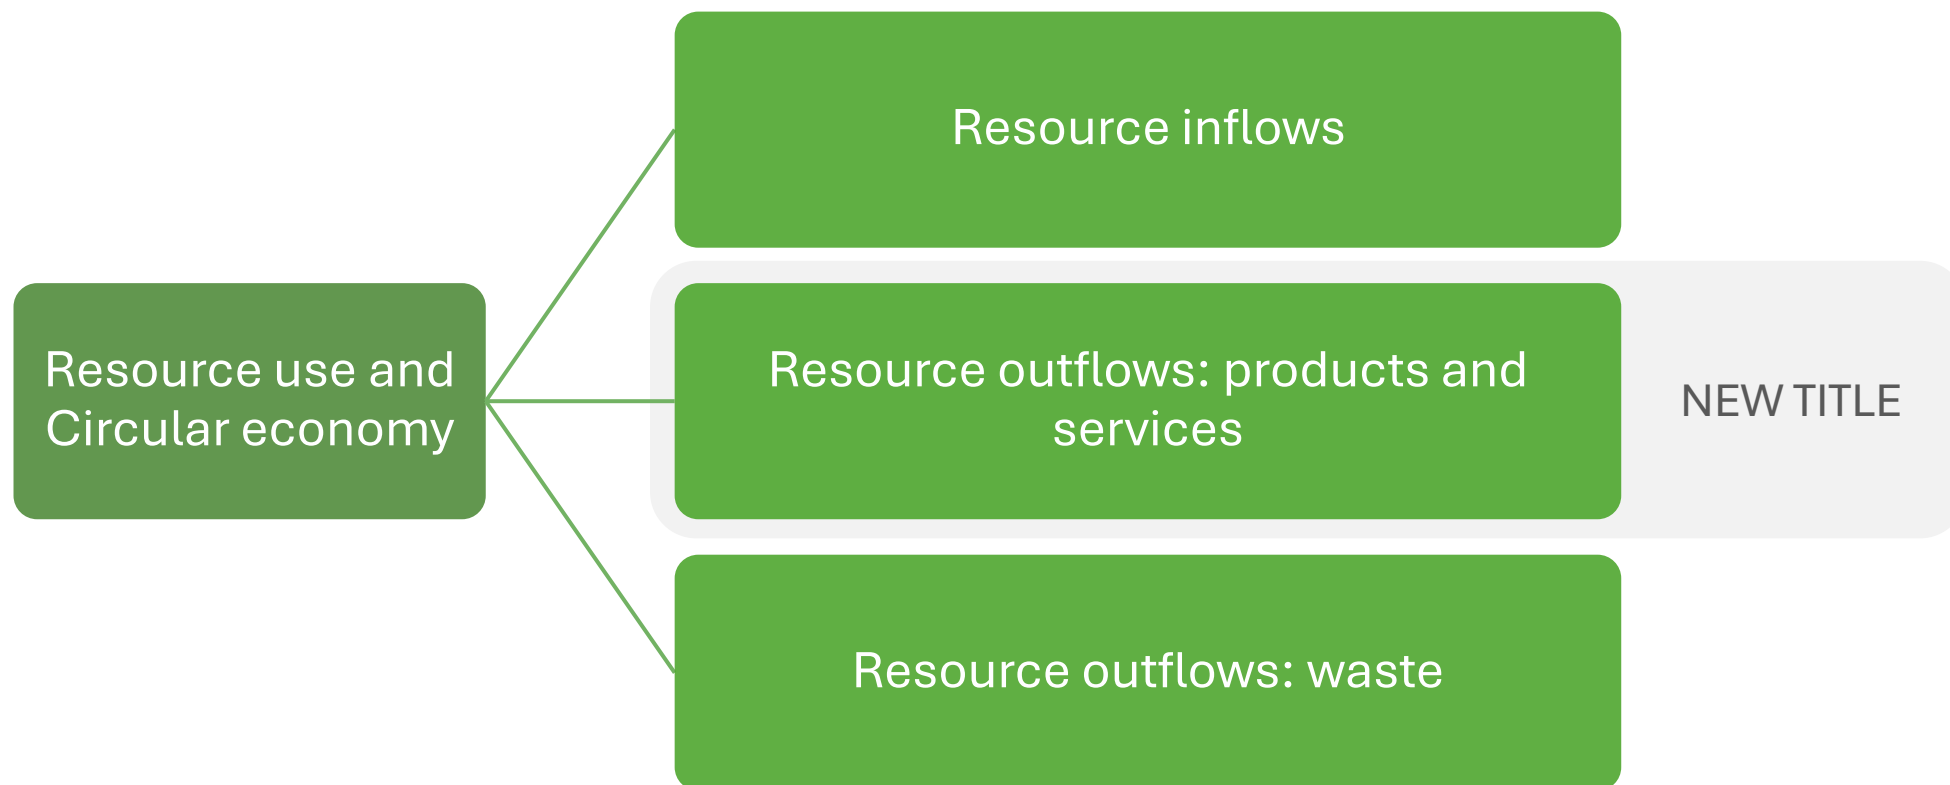 Resource inflows
Resource use and
Circular economy
Resource outflows: products and
services
NEW TITLE
Resource outflows: waste